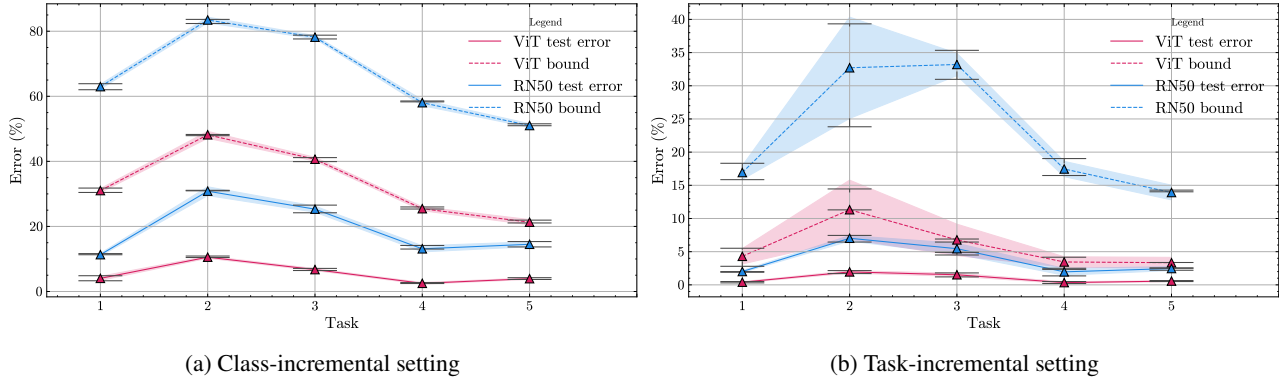 80
60
40
20
0
Error (%)
1 2 3 4 5
Task
Legend
ViT test error
ViT bound
RN50 test error
RN50 bound
(a) Class-incremental setting
40
35
30
25
20
15
10
5
0
Error (%)
1 2 3 4 5
Task
Legend
ViT test error
ViT bound
RN50 test error
RN50 bound
(b) Task-incremental setting